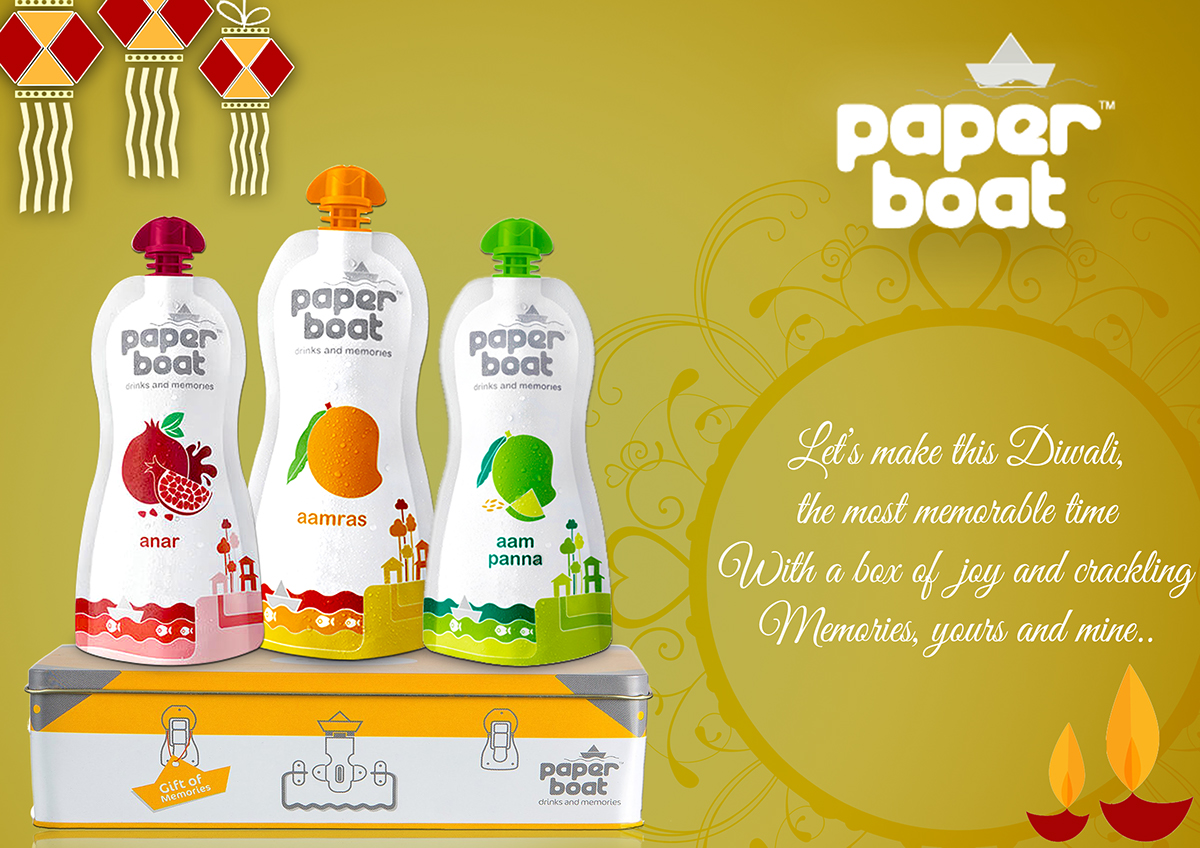 paper
boat
™
paper
boat
drinks and memories
anar
paper
boat
drinks and memories
aamras
paper
boat
drinks and memories
aam
panna
Let's make this Diwali,
the most memorable time
With a box of joy and crackling
Memories, yours and mine..
Gift of
Memories
paper
boat
drinks and memories